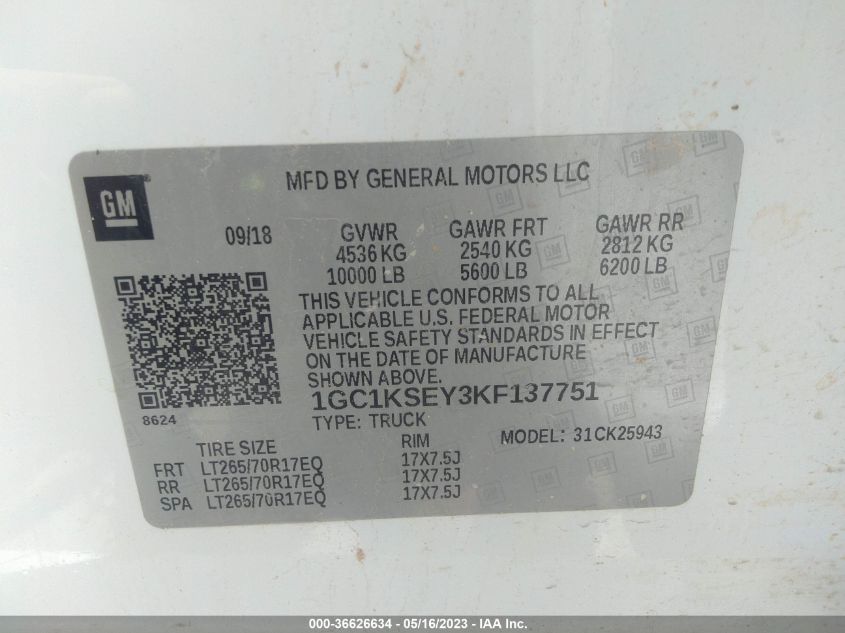 MFD BY GENERAL MOTORS LLC
GM
09/18 GVWR GAWR FRT GAWR RR
4536 KG 2540 KG 2812 KG
10000 LB 5600 LB 6200 LB
THIS VEHICLE CONFORMS TO ALL
APPLICABLE U.S. FEDERAL MOTOR
VEHICLE SAFETY STANDARDS IN EFFECT
ON THE DATE OF MANUFACTURE
SHOWN ABOVE.
8624
1GC1KSEY3KF137751
TYPE: TRUCK MODEL: 31CK25943
TIRE SIZE RIM
FRT LT265/70R17EQ 17X7.5J
RR LT265/70R17EQ 17X7.5J
SPA LT265/70R17EQ 17X7.5J
000-36626634 - 05/16/2023 - IAA Inc.